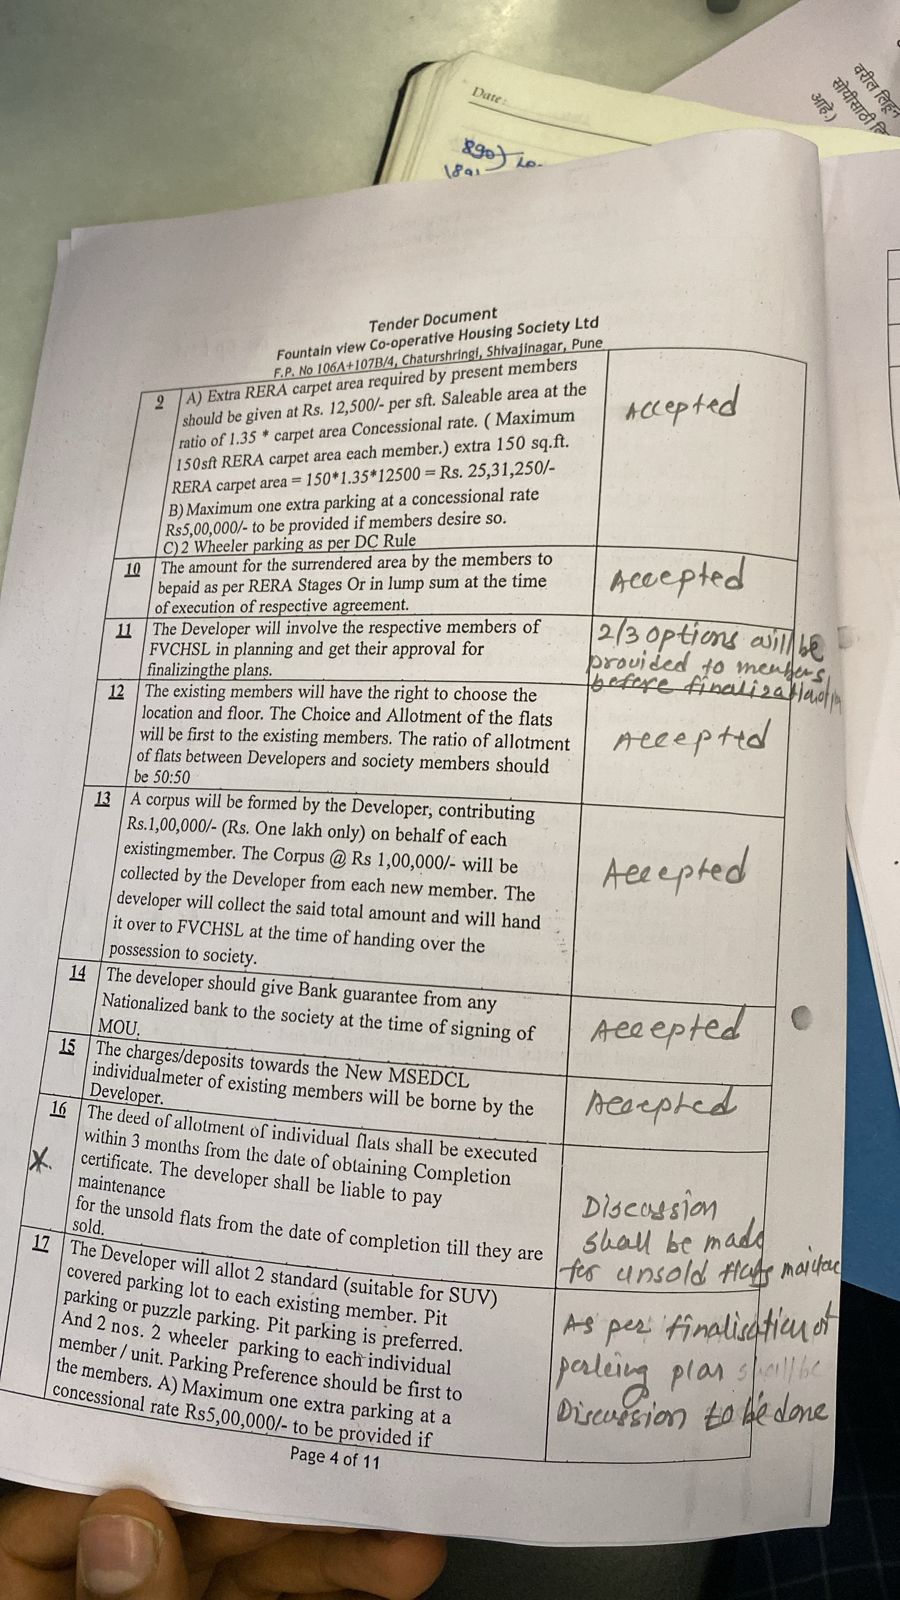 वरील लिहून
सोयीसाठी
आहे.)
Date:
890)
1891
Tender Document
Fountain view Co-operative Housing Society Ltd
F.P. No 106A+107B/4, Chaturshringi, Shivajinagar, Pune
9 A) Extra RERA carpet area required by present members
should be given at Rs. 12,500/- per sft. Saleable area at the
ratio of 1.35 * carpet area Concessional rate. ( Maximum
150sft RERA carpet area each member.) extra 150 sq.ft.
RERA carpet area = 150*1.35*12500 = Rs. 25,31,250/-
B) Maximum one extra parking at a concessional rate
Rs5,00,000/- to be provided if members desire so.
C) 2 Wheeler parking as per DC Rule
Accepted
10 The amount for the surrendered area by the members to
bepaid as per RERA Stages Or in lump sum at the time
of execution of respective agreement.
Accepted
11 The Developer will involve the respective members of
FVCHSL in planning and get their approval for
finalizingthe plans.
2/3 options will be
provided to members
before finalization
12 The existing members will have the right to choose the
location and floor. The Choice and Allotment of the flats
will be first to the existing members. The ratio of allotment
of flats between Developers and society members should
be 50:50
Accepted
13 A corpus will be formed by the Developer, contributing
Rs.1,00,000/- (Rs. One lakh only) on behalf of each
existingmember. The Corpus @ Rs 1,00,000/- will be
collected by the Developer from each new member. The
developer will collect the said total amount and will hand
it over to FVCHSL at the time of handing over the
possession to society.
Accepted
14 The developer should give Bank guarantee from any
Nationalized bank to the society at the time of signing of
MOU.
Accepted
15 The charges/deposits towards the New MSEDCL
individualmeter of existing members will be borne by the
Developer.
Accepted
16 The deed of allotment of individual flats shall be executed
within 3 months from the date of obtaining Completion
certificate. The developer shall be liable to pay
maintenance
for the unsold flats from the date of completion till they are
sold.
X.
Discussion
shall be made
for unsold flats
17 The Developer will allot 2 standard (suitable for SUV)
covered parking lot to each existing member. Pit
parking or puzzle parking. Pit parking is preferred.
And 2 nos. 2 wheeler parking to each individual
member / unit. Parking Preference should be first to
the members. A) Maximum one extra parking at a
concessional rate Rs5,00,000/- to be provided if
As per finalisation of
parking plan shall be
Discussion to be done
Page 4 of 11